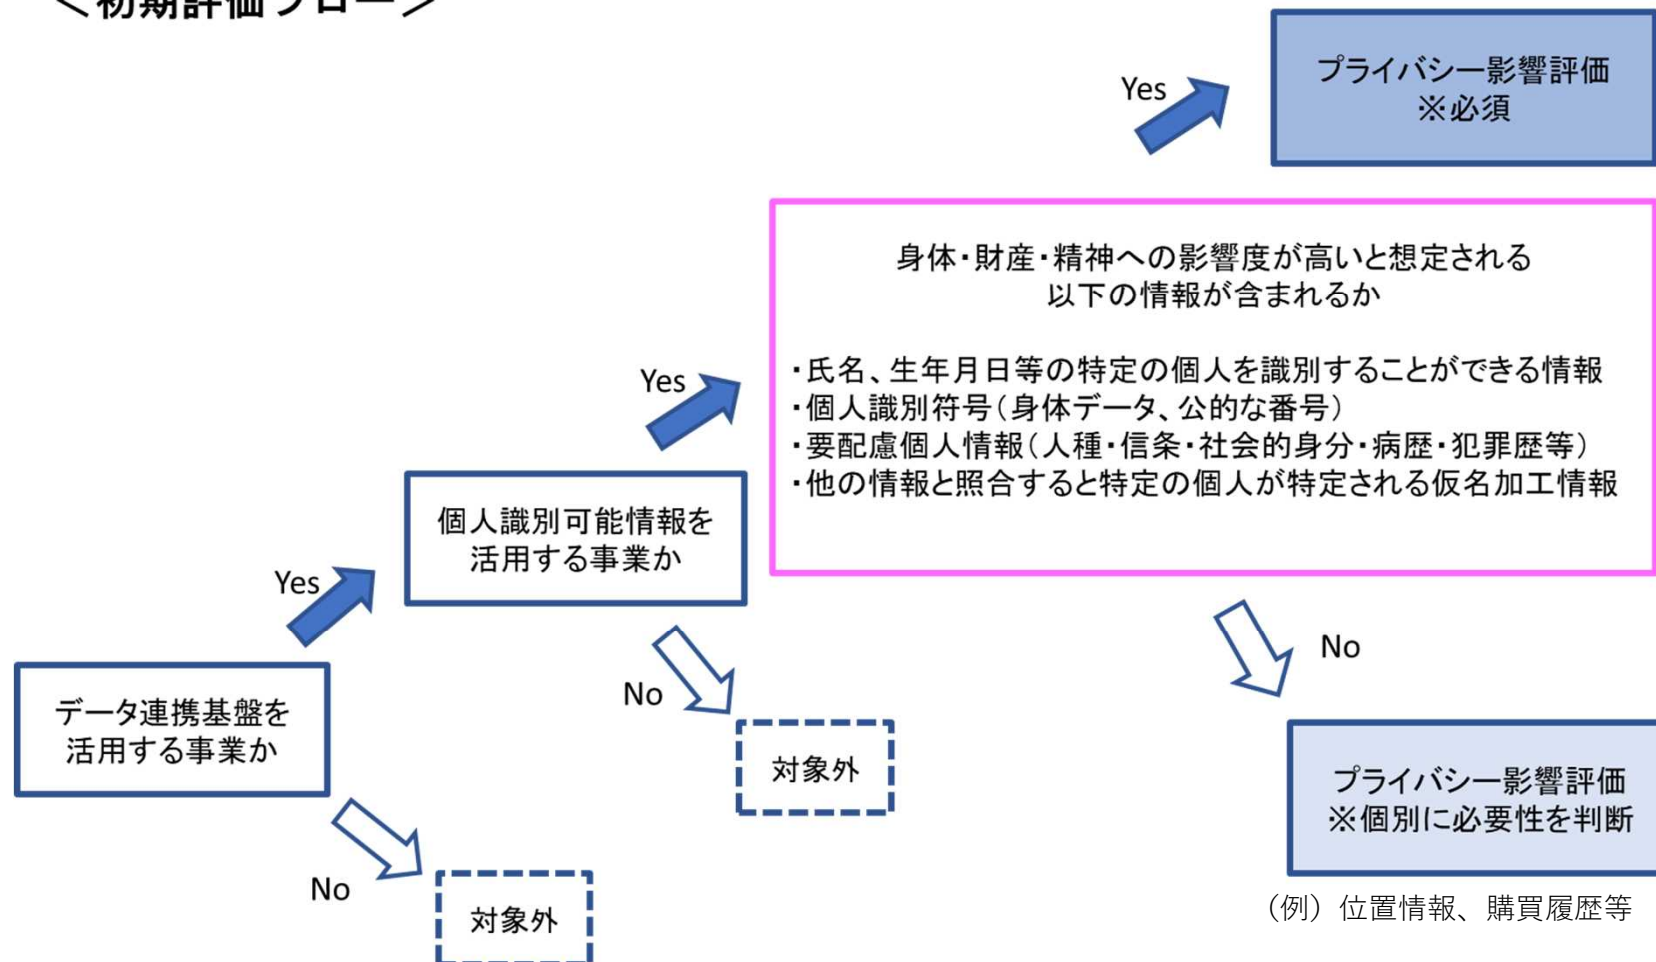 ＜初期評価フロー＞
Yes
プライバシー影響評価
※必須
身体・財産・精神への影響度が高いと想定される
以下の情報が含まれるか
・氏名、生年月日等の特定の個人を識別することができる情報
・個人識別符号（身体データ、公的な番号）
・要配慮個人情報（人種・信条・社会的身分・病歴・犯罪歴等）
・他の情報と照合すると特定の個人が特定される仮名加工情報
Yes
個人識別可能情報を
活用する事業か
Yes
No
No
データ連携基盤を
活用する事業か
対象外
プライバシー影響評価
※個別に必要性を判断
No
対象外
（例）位置情報、購買履歴等